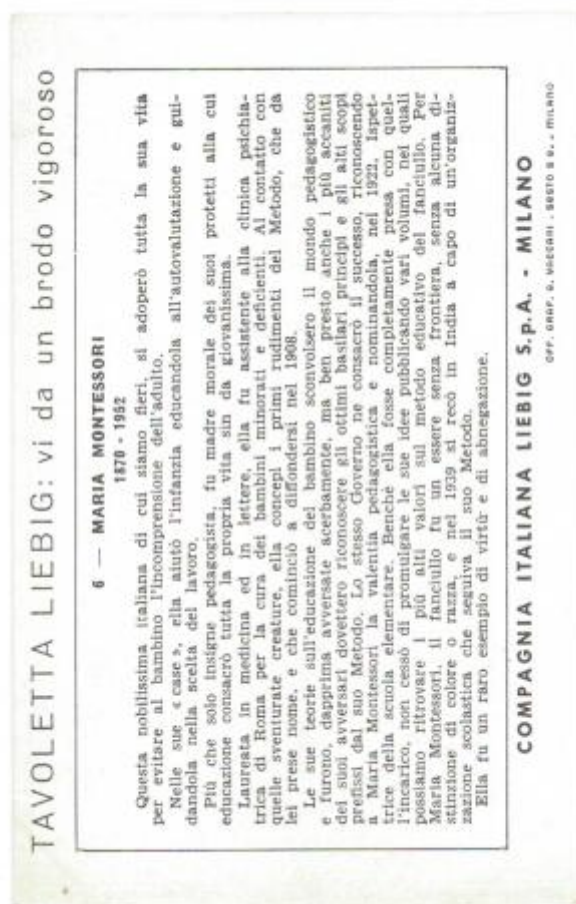 TAVOLETTA LIEBIG: vi da un brodo vigoroso
6 — MARIA MONTESSORI
1870 - 1952
Questa nobilissima italiana di cui siamo fieri, si adoperò tutta la sua vita
per evitare al bambino l'incomprensione dell'adulto.
Nelle sue « case », ella aiutò l'infanzia educandola all'autovalutazione e gui-
dandola nella scelta del lavoro.
Più che solo insigne pedagogista, fu madre morale dei suoi protetti alla cui
educazione consacrò tutta la propria vita sin da giovanissima.
Laureata in medicina ed in lettere, ella fu assistente alla clinica psichia-
trica di Roma per la cura dei bambini minorati e deficienti. Al contatto con
quelle sventurate creature, ella concepì i primi rudimenti del Metodo, che da
lei prese nome, e che cominciò a diffondersi nel 1908.
Le sue teorie sull'educazione del bambino sconvolsero il mondo pedagogistico
e furono, dapprima avversate acerbamente, ma ben presto anche i più accaniti
dei suoi avversari dovettero riconoscere gli ottimi basilari principi e gli alti scopi
prefissi dal suo Metodo. Lo stesso Governo ne consacrò il successo, riconoscendo
a Maria Montessori la valentia pedagogistica e nominandola, nel 1922, Ispet-
trice della scuola elementare. Benché ella fosse completamente presa con quel-
l'incarico, non cessò di promulgare le sue idee pubblicando vari volumi, nei quali
possiamo ritrovare i più alti valori sul metodo educativo del fanciullo. Per
Maria Montessori, il fanciullo fu un essere senza frontiera, senza alcuna di-
stinzione di colore o razza, e nel 1939 si recò in India a capo di un'organiz-
zazione scolastica che seguiva il suo Metodo.
Ella fu un raro esempio di virtù e di abnegazione.
COMPAGNIA ITALIANA LIEBIG S.p.A. - MILANO
OFF. GRAF. G. VACCARI - SESTO S G. - MILANO